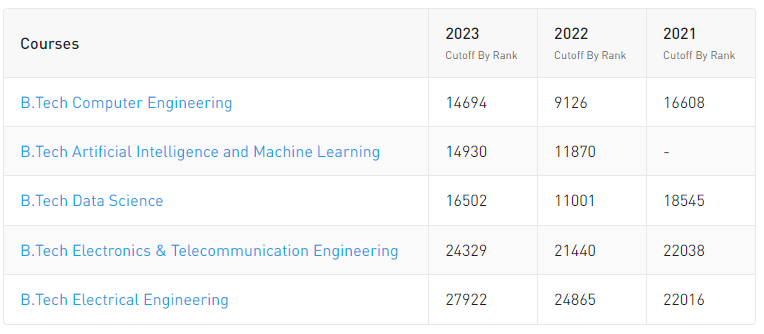 Courses 2023 2022 2021
Cutoff By Rank Cutoff By Rank Cutoff By Rank
B.Tech Computer Engineering 14694 9126 16608
B.Tech Artificial Intelligence and Machine Learning 14930 11870 -
B.Tech Data Science 16502 11001 18545
B.Tech Electronics & Telecommunication Engineering 24329 21440 22038
B.Tech Electrical Engineering 27922 24865 22016